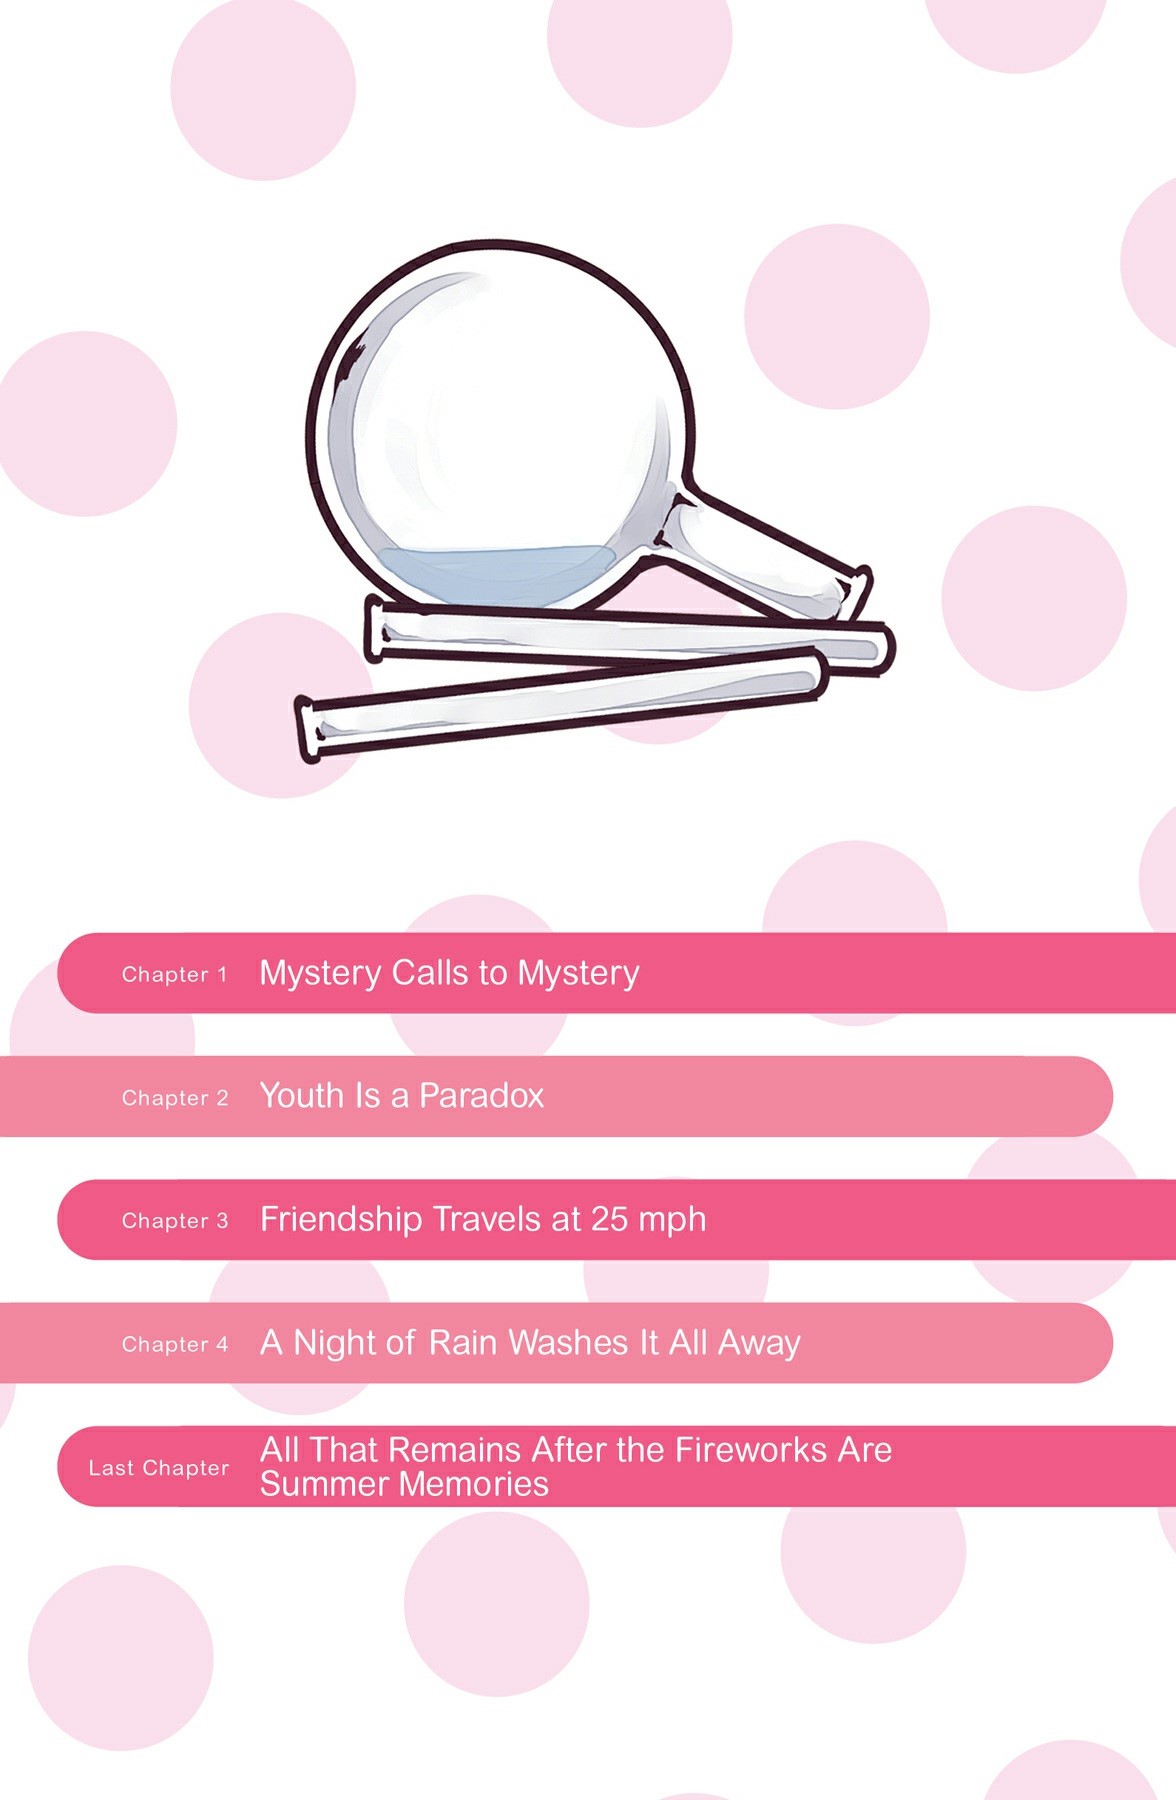 Chapter 1 Mystery Calls to Mystery
Chapter 2 Youth Is a Paradox
Chapter 3 Friendship Travels at 25 mph
Chapter 4 A Night of Rain Washes It All Away
Last Chapter All That Remains After the Fireworks Are
Summer Memories